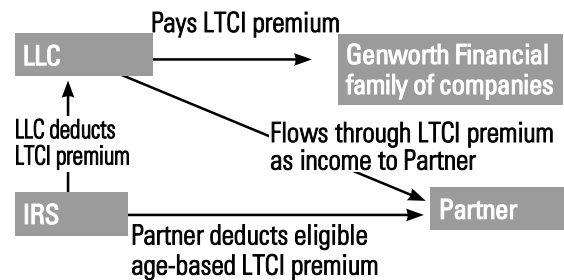 Pays LTCI premium
LLC
Genworth Financial
family of companies
LLC deducts
LTCI premium
Flows through LTCI premium
as income to Partner
IRS
Partner
Partner deducts eligible
age-based LTCI premium